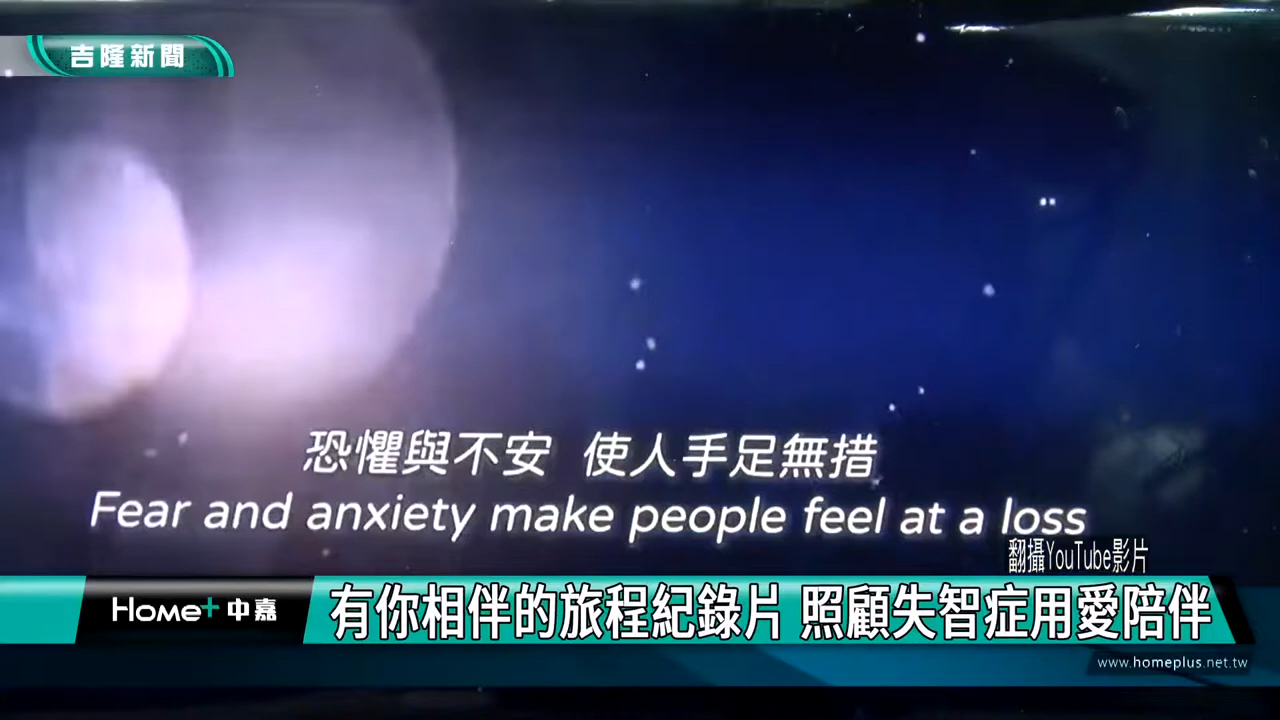 吉隆新聞
恐懼與不安 使人手足無措
Fear and anxiety make people feel at a loss
翻攝YouTube影片
Home+中嘉
有你相伴的旅程紀錄片 照顧失智症用愛陪伴
www.homeplus.net.tw